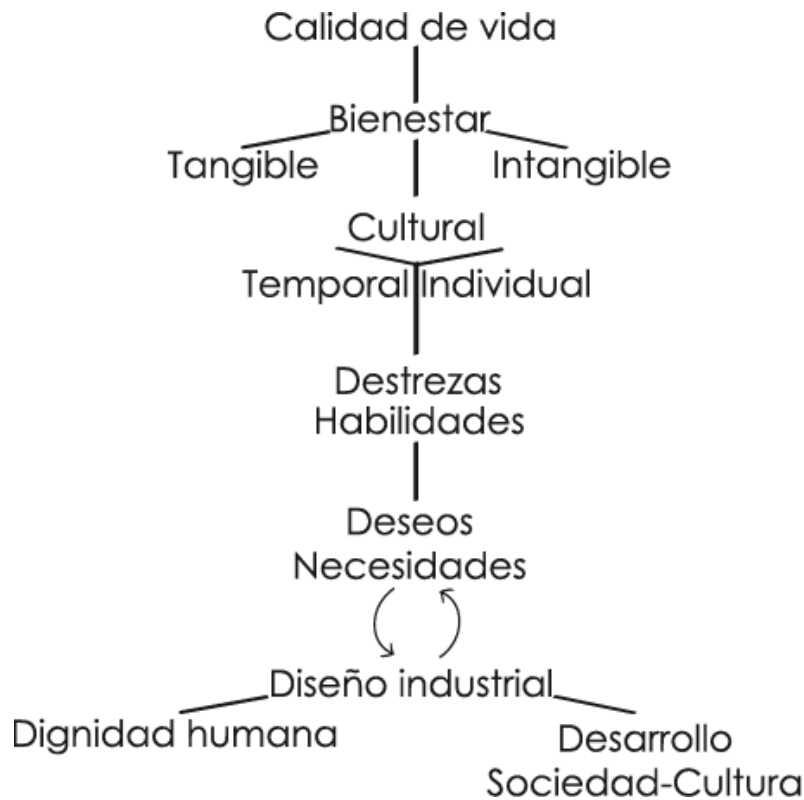 Calidad de vida
Bienestar
Tangible Intangible
Cultural
Temporal Individual
Destrezas
Habilidades
Deseos
Necesidades
Diseño industrial
Dignidad humana
Desarrollo
Sociedad-Cultura